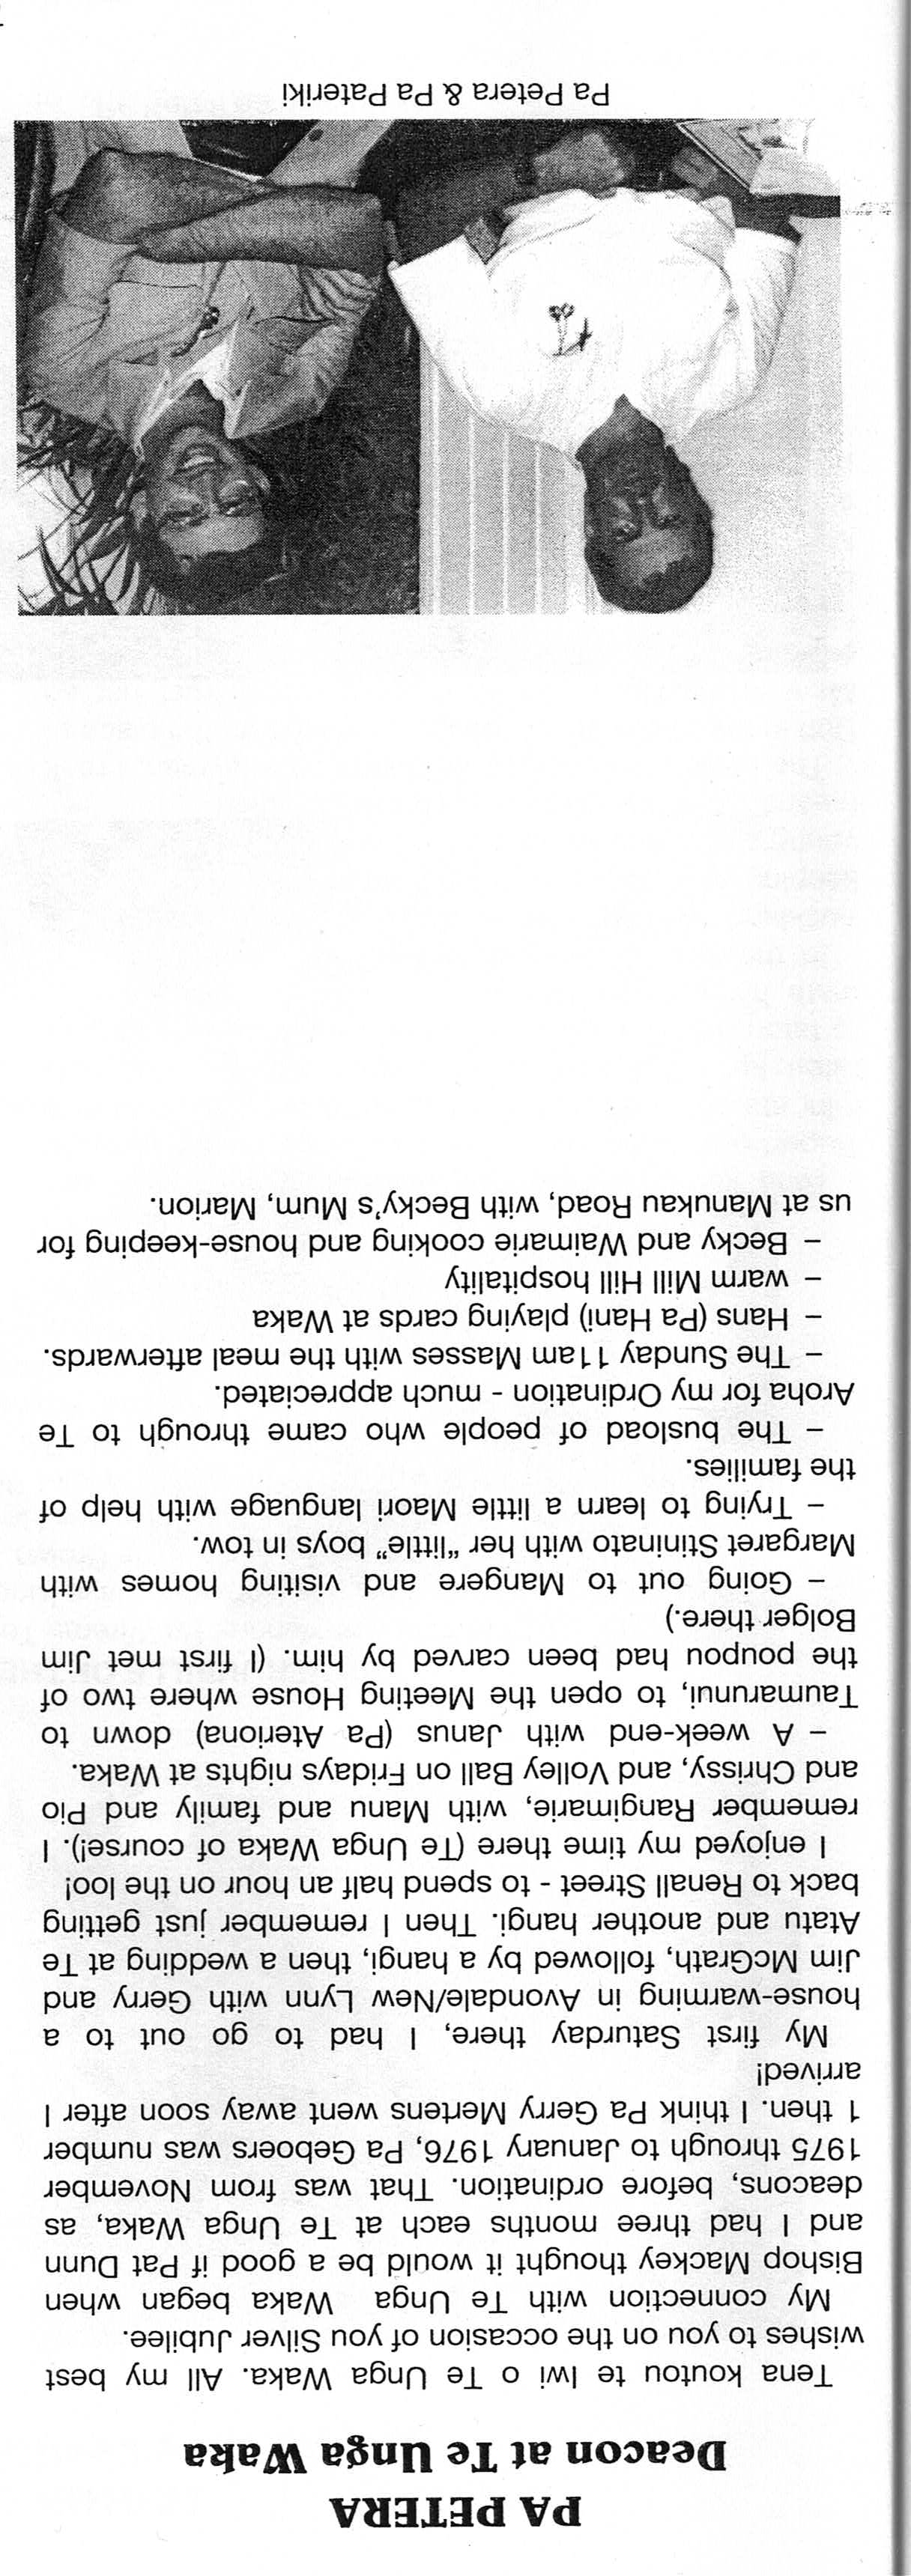 PA PETERA
Deacon at Te Unga Waka
Tena koutou te Iwi o Te Unga Waka. All my best
wishes to you on the occasion of you Silver Jubilee.
My connection with Te Unga Waka began when
Bishop Mackey thought it would be a good if Pat Dunn
and I had three months each at Te Unga Waka, as
deacons, before ordination. That was from November
1975 through to January 1976, Pa Geboers was number
1 then. I think Pa Gerry Mertens went away soon after I
arrived!
My first Saturday there, I had to go out to a
house-warming in Avondale/New Lynn with Gerry and
Jim McGrath, followed by a hangi, then a wedding at Te
Atatu and another hangi. Then I remember just getting
back to Renall Street - to spend half an hour on the loo!
I enjoyed my time there (Te Unga Waka of course!). I
remember Rangimarie, with Manu and family and Pio
and Chrissy, and Volley Ball on Fridays nights at Waka.
– A week-end with Janus (Pa Ateriona) down to
Taumarunui, to open the Meeting House where two of
the poupou had been carved by him. (I first met Jim
Bolger there.)
– Going out to Mangere and visiting homes with
Margaret Stininato with her “little” boys in tow.
– Trying to learn a little Maori language with help of
the families.
– The busload of people who came through to Te
Aroha for my Ordination - much appreciated.
– The Sunday 11am Masses with the meal afterwards.
– Hans (Pa Hani) playing cards at Waka
– warm Mill Hill hospitality
– Becky and Waimarie cooking and house-keeping for
us at Manukau Road, with Becky's Mum, Marion.
Pa Petera & Pa Pateriki